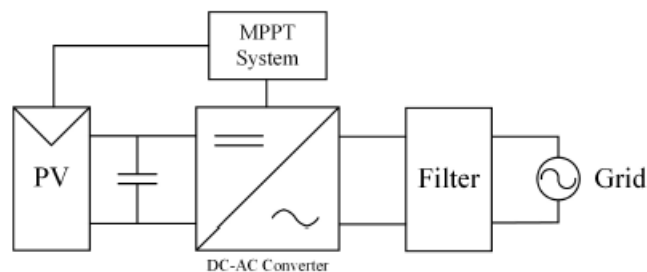 MPPT
System
PV
Filter
Grid
DC-AC Converter